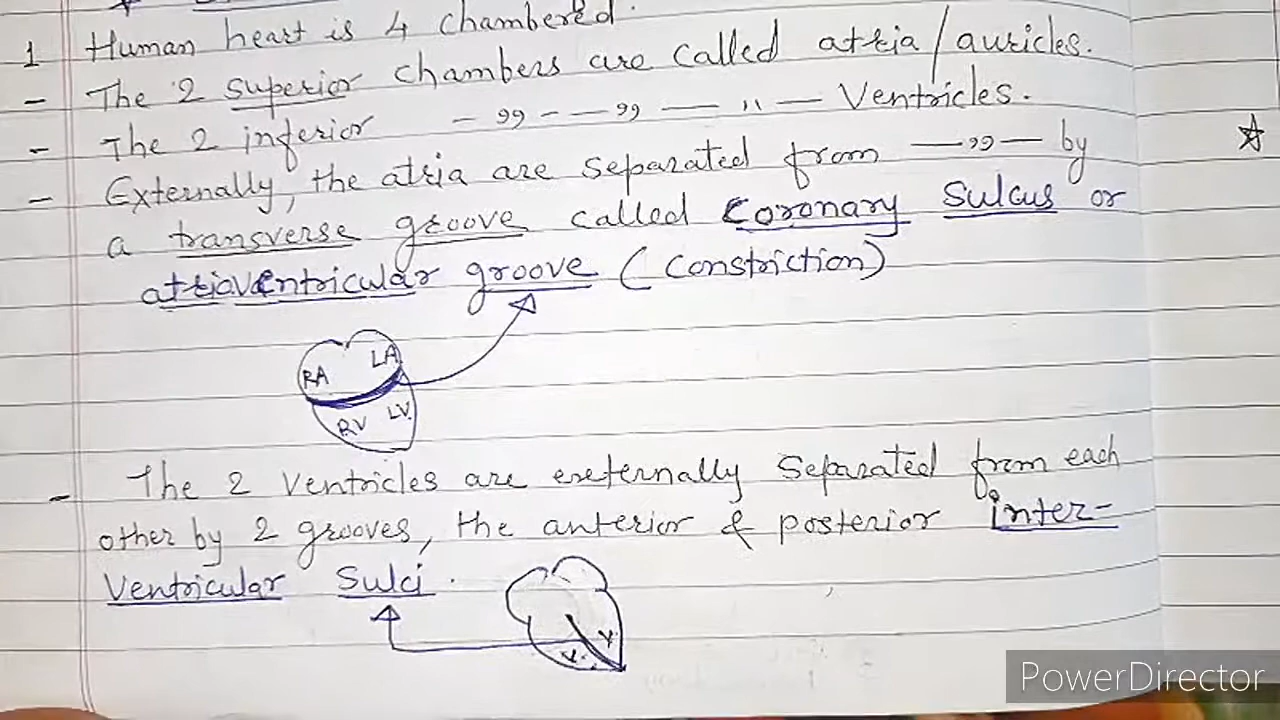 1 Human heart is 4 chambered.
- The 2 superior chambers are called atria/auricles.
- The 2 inferior - ,, - — ,, — ,, — Ventricles.
- Externally, the atria are separated from — ,, — by
a transverse groove called Coronary Sulcus or
atrioventricular groove (Constriction)
RA LA
RV LV
- The 2 Ventricles are externally separated from each
other by 2 grooves, the anterior & posterior inter-
Ventricular Sulci.
V. V.
PowerDirector